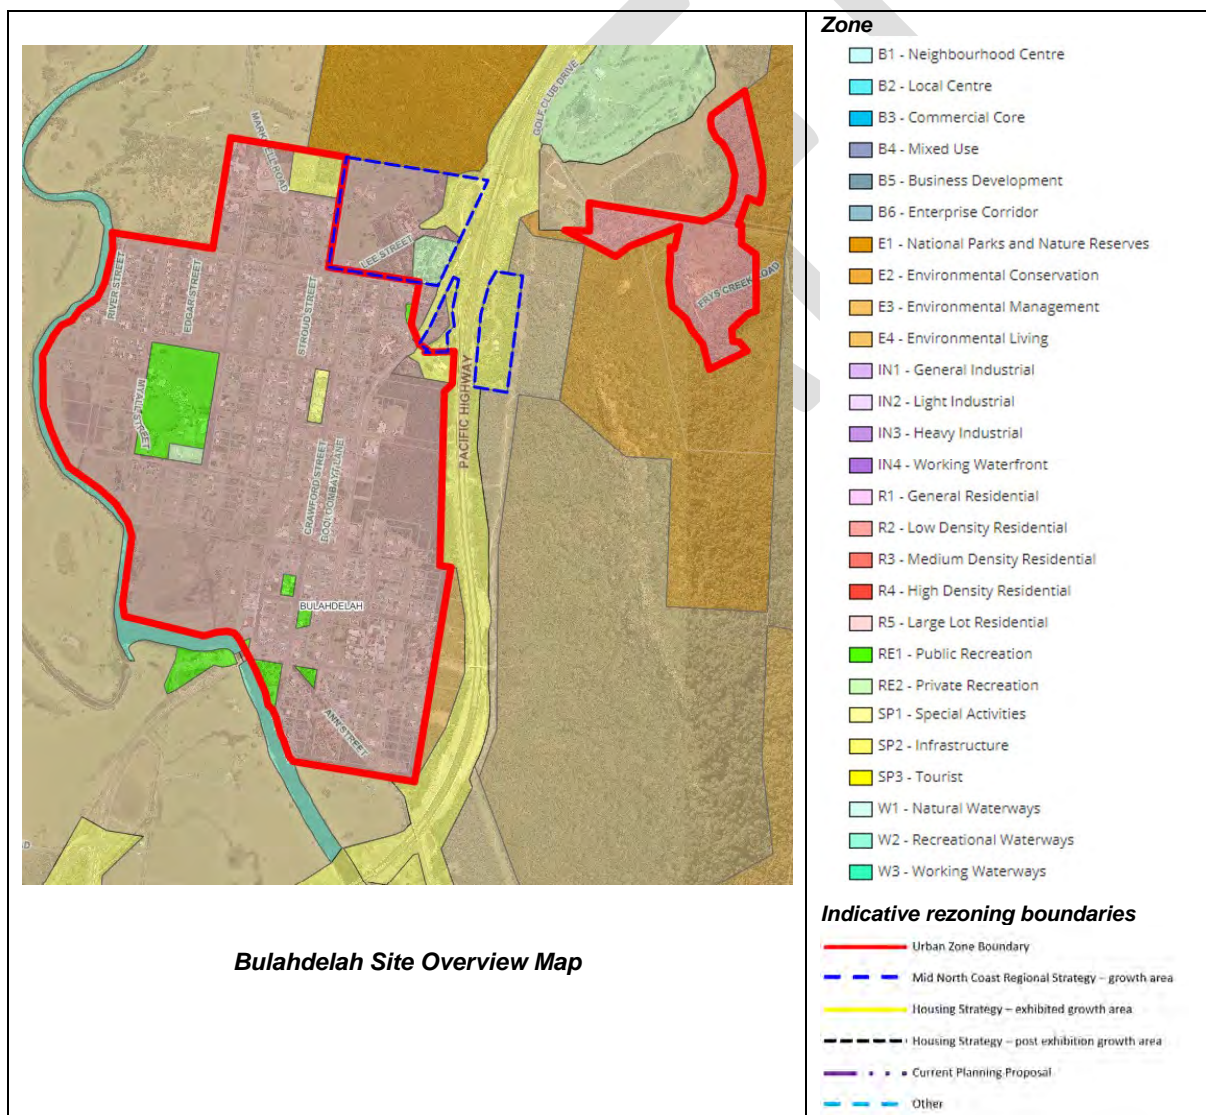 Zone
B1 - Neighbourhood Centre
B2 - Local Centre
B3 - Commercial Core
B4 - Mixed Use
B5 - Business Development
B6 - Enterprise Corridor
E1 - National Parks and Nature Reserves
E2 - Environmental Conservation
E3 - Environmental Management
E4 - Environmental Living
IN1 - General Industrial
IN2 - Light Industrial
IN3 - Heavy Industrial
IN4 - Working Waterfront
R1 - General Residential
R2 - Low Density Residential
R3 - Medium Density Residential
R4 - High Density Residential
R5 - Large Lot Residential
RE1 - Public Recreation
RE2 - Private Recreation
SP1 - Special Activities
SP2 - Infrastructure
SP3 - Tourist
W1 - Natural Waterways
W2 - Recreational Waterways
W3 - Working Waterways
Indicative rezoning boundaries
Urban Zone Boundary
Mid North Coast Regional Strategy – growth area
Housing Strategy – exhibited growth area
Housing Strategy – post exhibition growth area
Current Planning Proposal
Other
GOLF CLUB DRIVE
LEE STREET
RIVER STREET
EDGAR STREET
STROUD STREET
FRYS CREEK ROAD
MYALL STREET
PACIFIC HIGHWAY
CRAWFORD STREET
BULAHDELAH
ANN STREET
D
Bulahdelah Site Overview Map